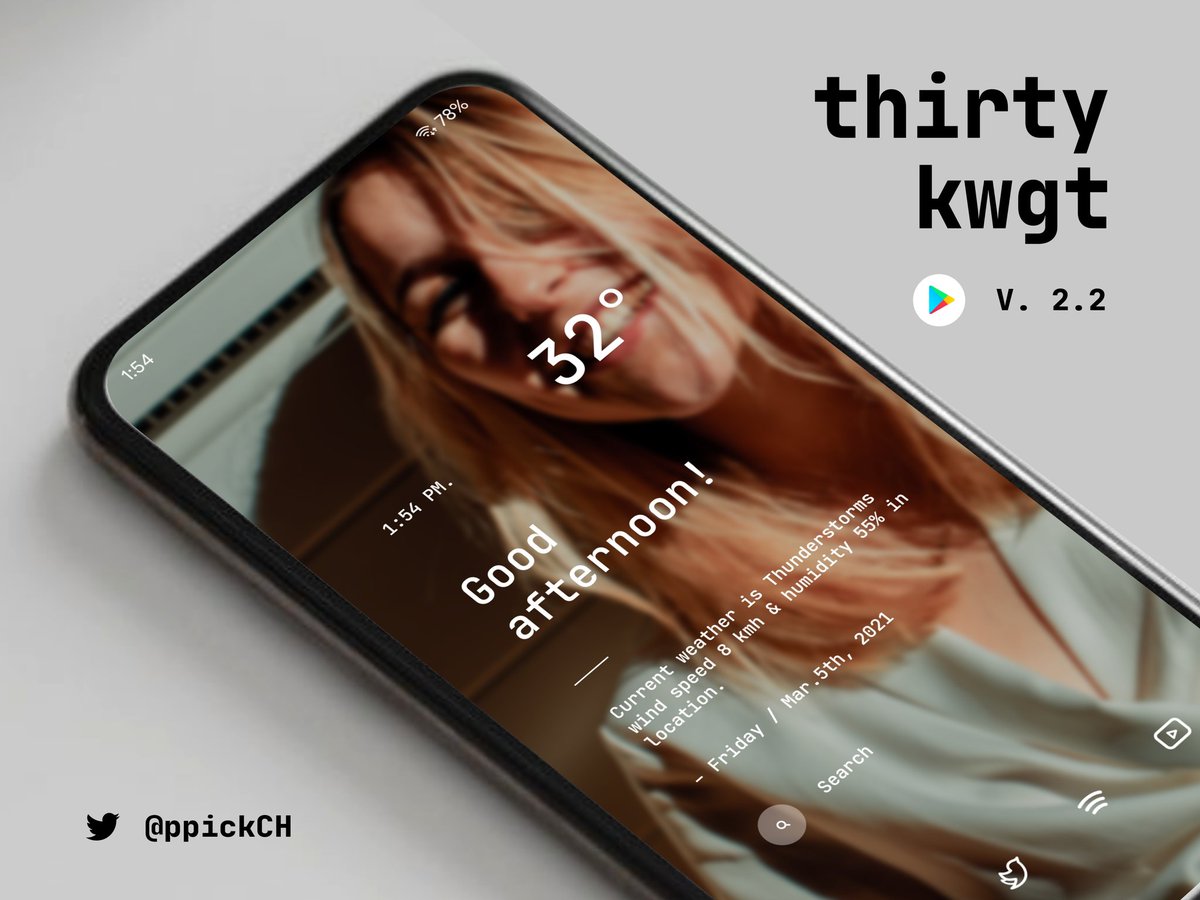 thirty
kwgt
V. 2.2
78%
1:54
32°
1:54 PM.
Good
afternoon!
Current weather is Thunderstorms
wind speed 8 kmh & humidity 55% in
location.
- Friday / Mar.5th, 2021
Search
@ppickCH